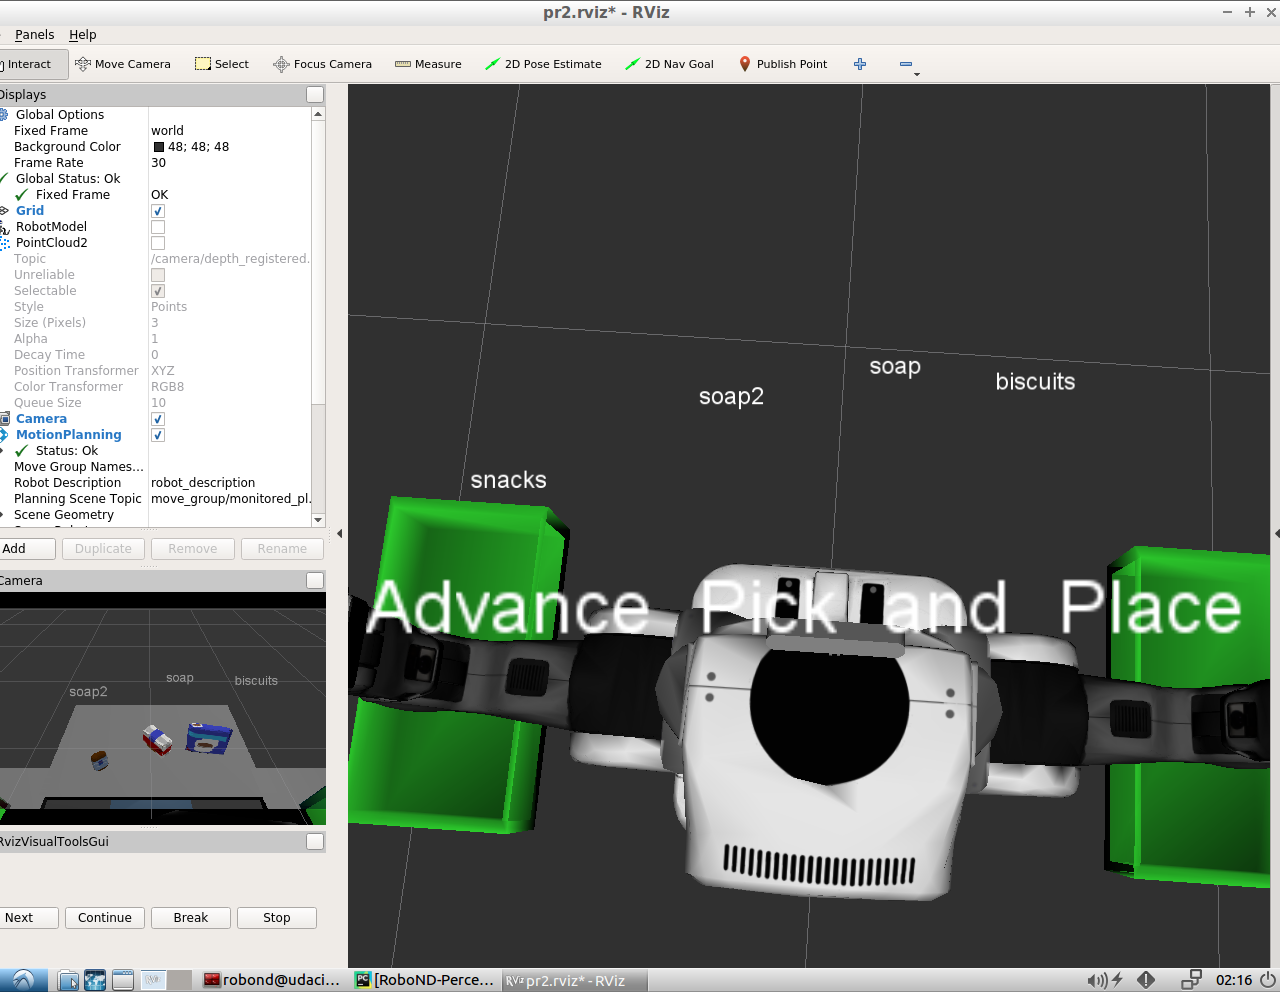 pr2.rviz* - RViz
Panels Help
Interact Move Camera Select Focus Camera Measure 2D Pose Estimate 2D Nav Goal Publish Point
Displays
Global Options
Fixed Frame world
Background Color 48; 48; 48
Frame Rate 30
Global Status: Ok
Fixed Frame OK
Grid
RobotModel
PointCloud2
Topic /camera/depth_registered.
Unreliable
Selectable
Style Points
Size (Pixels) 3
Alpha 1
Decay Time 0
Position Transformer XYZ
Color Transformer RGB8
Queue Size 10
Camera
MotionPlanning
Status: Ok
Move Group Names...
Robot Description robot_description
Planning Scene Topic move_group/monitored_pl.
Scene Geometry
Add Duplicate Remove Rename
Camera
soap2 soap biscuits
RvizVisualToolsGui
Next Continue Break Stop
soap
biscuits
soap2
snacks
Advance Pick and Place
robond@udaci... [RoboND-Perce... pr2.rviz* - RViz 02:16